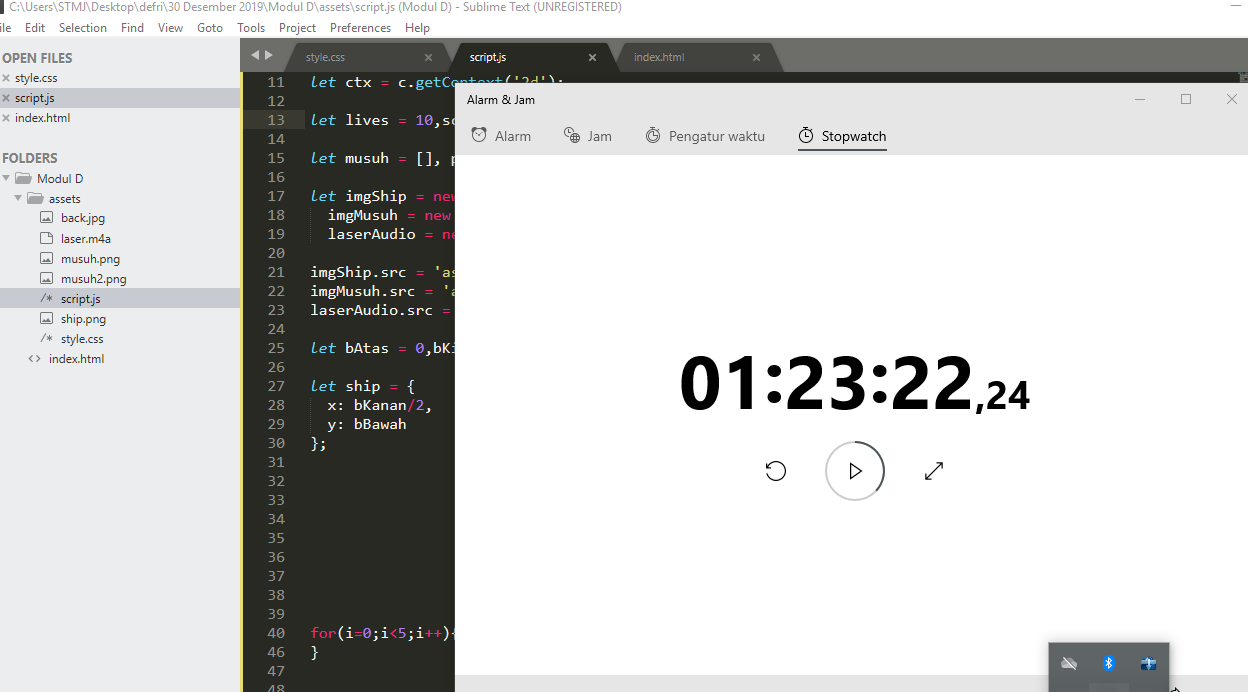 C:\Users\STMJ\Desktop\defri\30 Desember 2019\Modul D\assets\script.js (Modul D) - Sublime Text (UNREGISTERED)
ile Edit Selection Find View Goto Tools Project Preferences Help
OPEN FILES
style.css
script.js
index.html
FOLDERS
Modul D
assets
back.jpg
laser.m4a
musuh.png
musuh2.png
/* script.js
ship.png
/* style.css
<> index.html
style.css script.js index.html
11 let ctx = c.getContext('2d');
12
13 let lives = 10,sc
14
15 let musuh = [], p
16
17 let imgShip = new
18 imgMusuh = new
19 laserAudio = ne
20
21 imgShip.src = 'as
22 imgMusuh.src = 'a
23 laserAudio.src =
24
25 let bAtas = 0,bKi
26
27 let ship = {
28 x: bKanan/2,
29 y: bBawah
30 };
31
32
33
34
35
36
37
38
39
40 for(i=0;i<5;i++){
46 }
47
48
Alarm & Jam
Alarm Jam Pengatur waktu Stopwatch
01:23:22,24